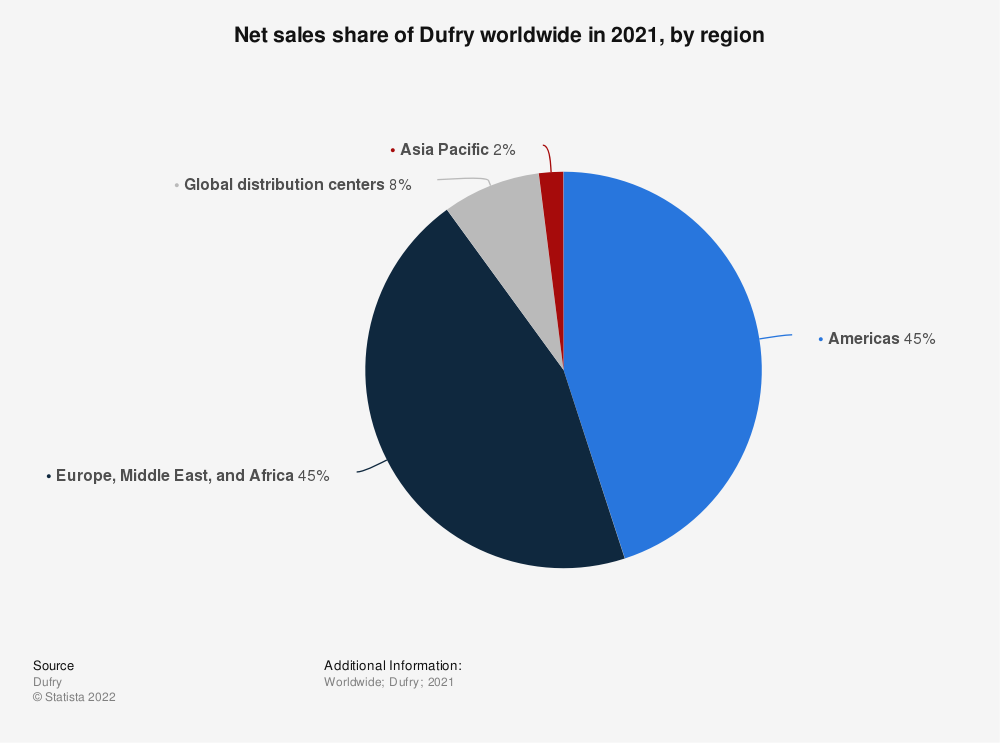 Net sales share of Dufry worldwide in 2021, by region
• Asia Pacific 2%
• Global distribution centers 8%
• Americas 45%
• Europe, Middle East, and Africa 45%
Source
Dufry
© Statista 2022
Additional Information:
Worldwide; Dufry; 2021